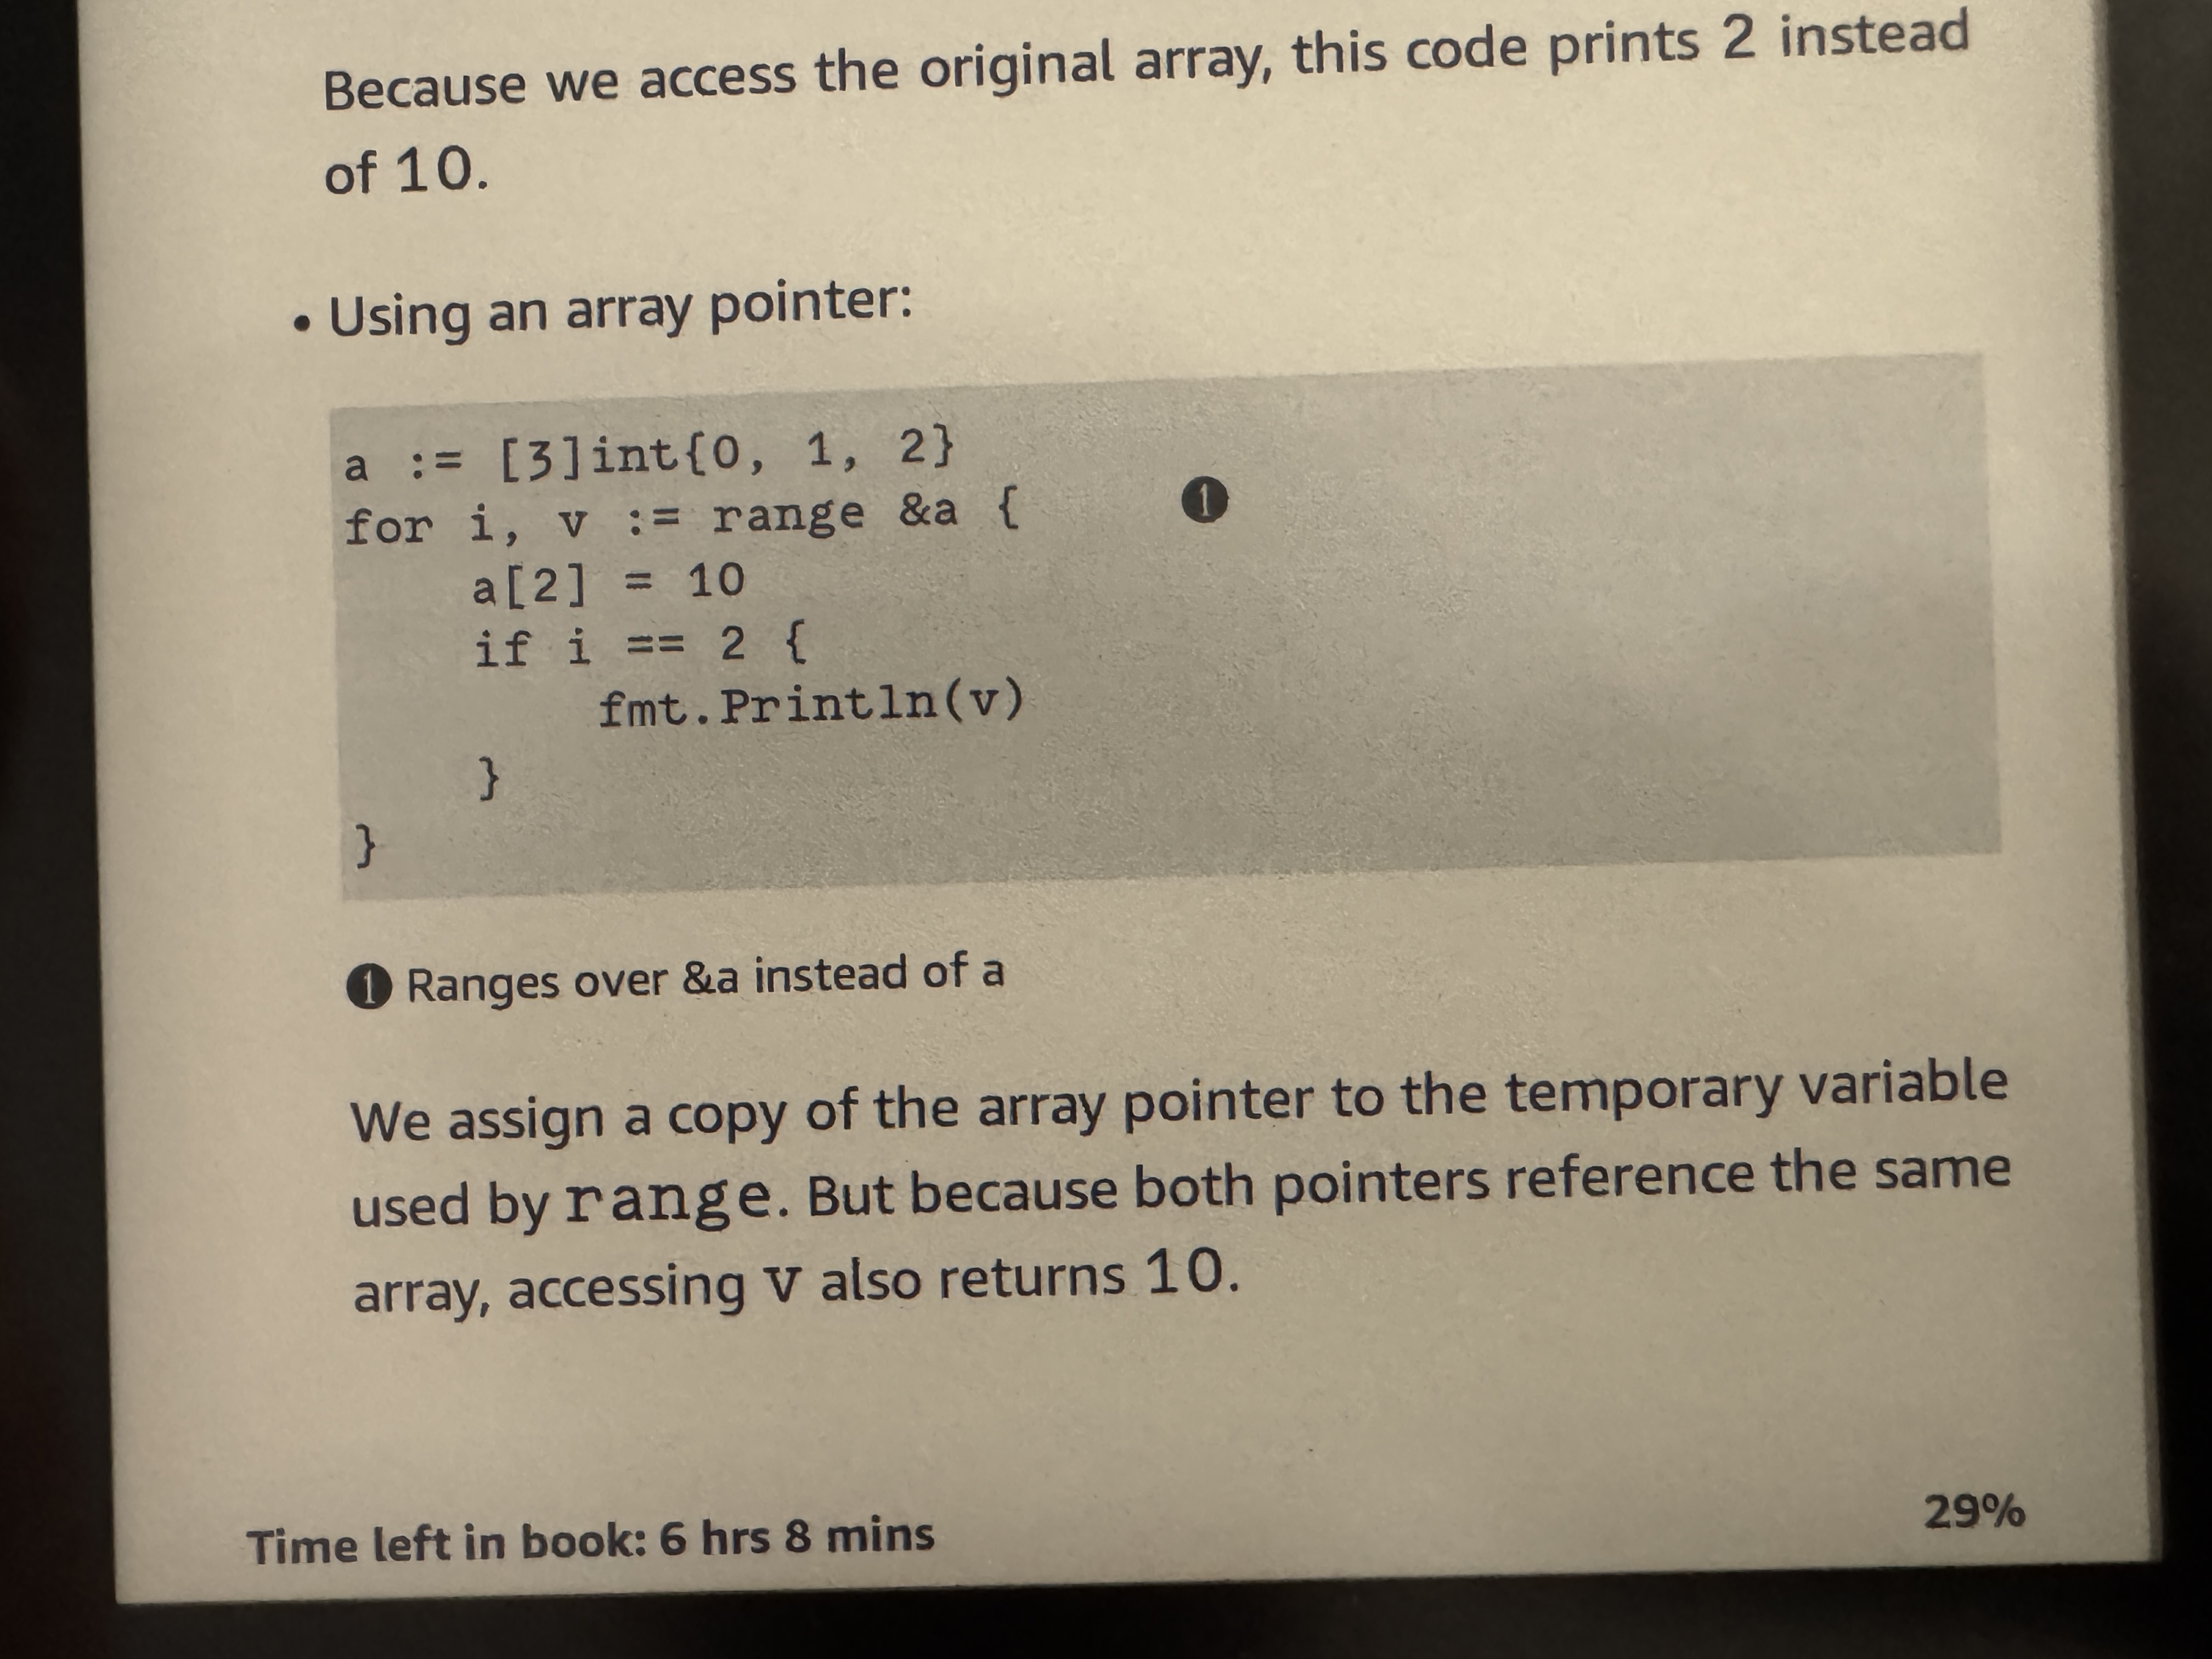 Because we access the original array, this code prints 2 instead
of 10.
• Using an array pointer:
a := [3]int{0, 1, 2}
for i, v := range &a { ❶
    a[2] = 10
    if i == 2 {
        fmt.Println(v)
    }
}
❶ Ranges over &a instead of a
We assign a copy of the array pointer to the temporary variable
used by range. But because both pointers reference the same
array, accessing v also returns 10.
Time left in book: 6 hrs 8 mins 29%